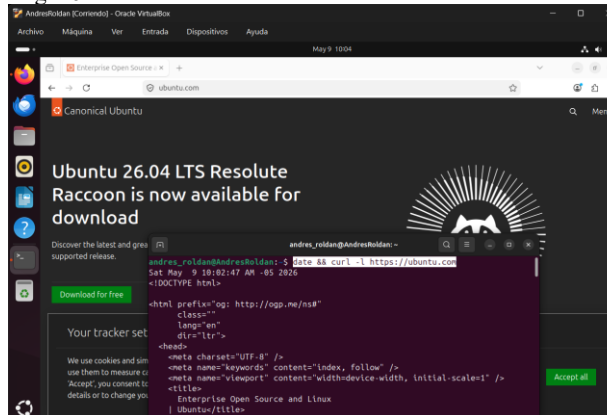 AndresRoldan [Corriendo] - Oracle VirtualBox
Archivo Máquina Ver Entrada Dispositivos Ayuda
May 9 10:04
Enterprise Open Source a
ubuntu.com
Canonical Ubuntu
Ubuntu 26.04 LTS Resolute
Raccoon is now available for
download
Discover the latest and grea
supported release.
Download for free
Your tracker set
We use cookies and sim
use them to measure ca
'Accept', you consent to
details or to change you
Accept all
andres_roldan@AndresRoldan: ~
andres_roldan@AndresRoldan:~$ date && curl -l https://ubuntu.com
Sat May 9 10:02:47 AM -05 2026
<!DOCTYPE html>
<html prefix="og: http://ogp.me/ns#"
class=""
lang="en"
dir="ltr">
<head>
<meta charset="UTF-8" />
<meta name="keywords" content="index, follow" />
<meta name="viewport" content="width=device-width, initial-scale=1" />
<title>
Enterprise Open Source and Linux
| Ubuntu</title>